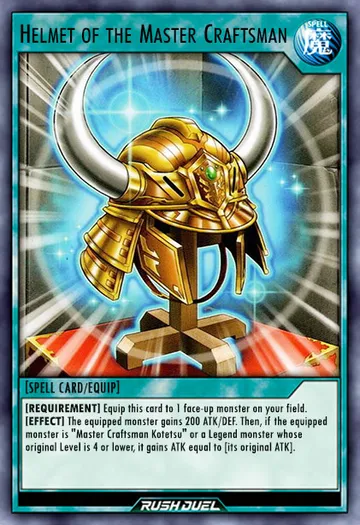 HELMET OF THE MASTER CRAFTSMAN
SPELL
魔
[SPELL CARD/EQUIP]
[REQUIREMENT] Equip this card to 1 face-up monster on your field.
[EFFECT] The equipped monster gains 200 ATK/DEF. Then, if the equipped
monster is "Master Craftsman Kotetsu" or a Legend monster whose
original Level is 4 or lower, it gains ATK equal to [its original ATK].
RUSH DUEL